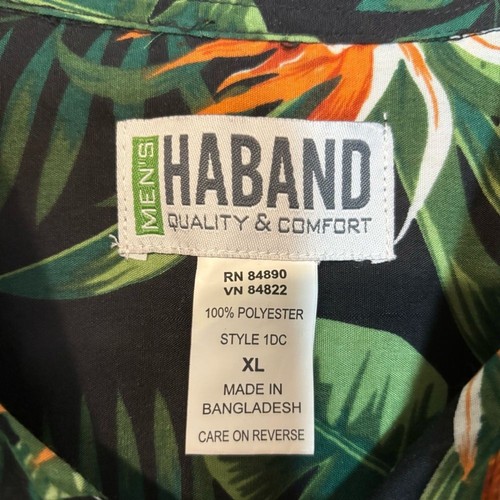 MEN'S
HABAND
QUALITY & COMFORT
RN 84890
VN 84822
100% POLYESTER
STYLE 1DC
XL
MADE IN
BANGLADESH
CARE ON REVERSE